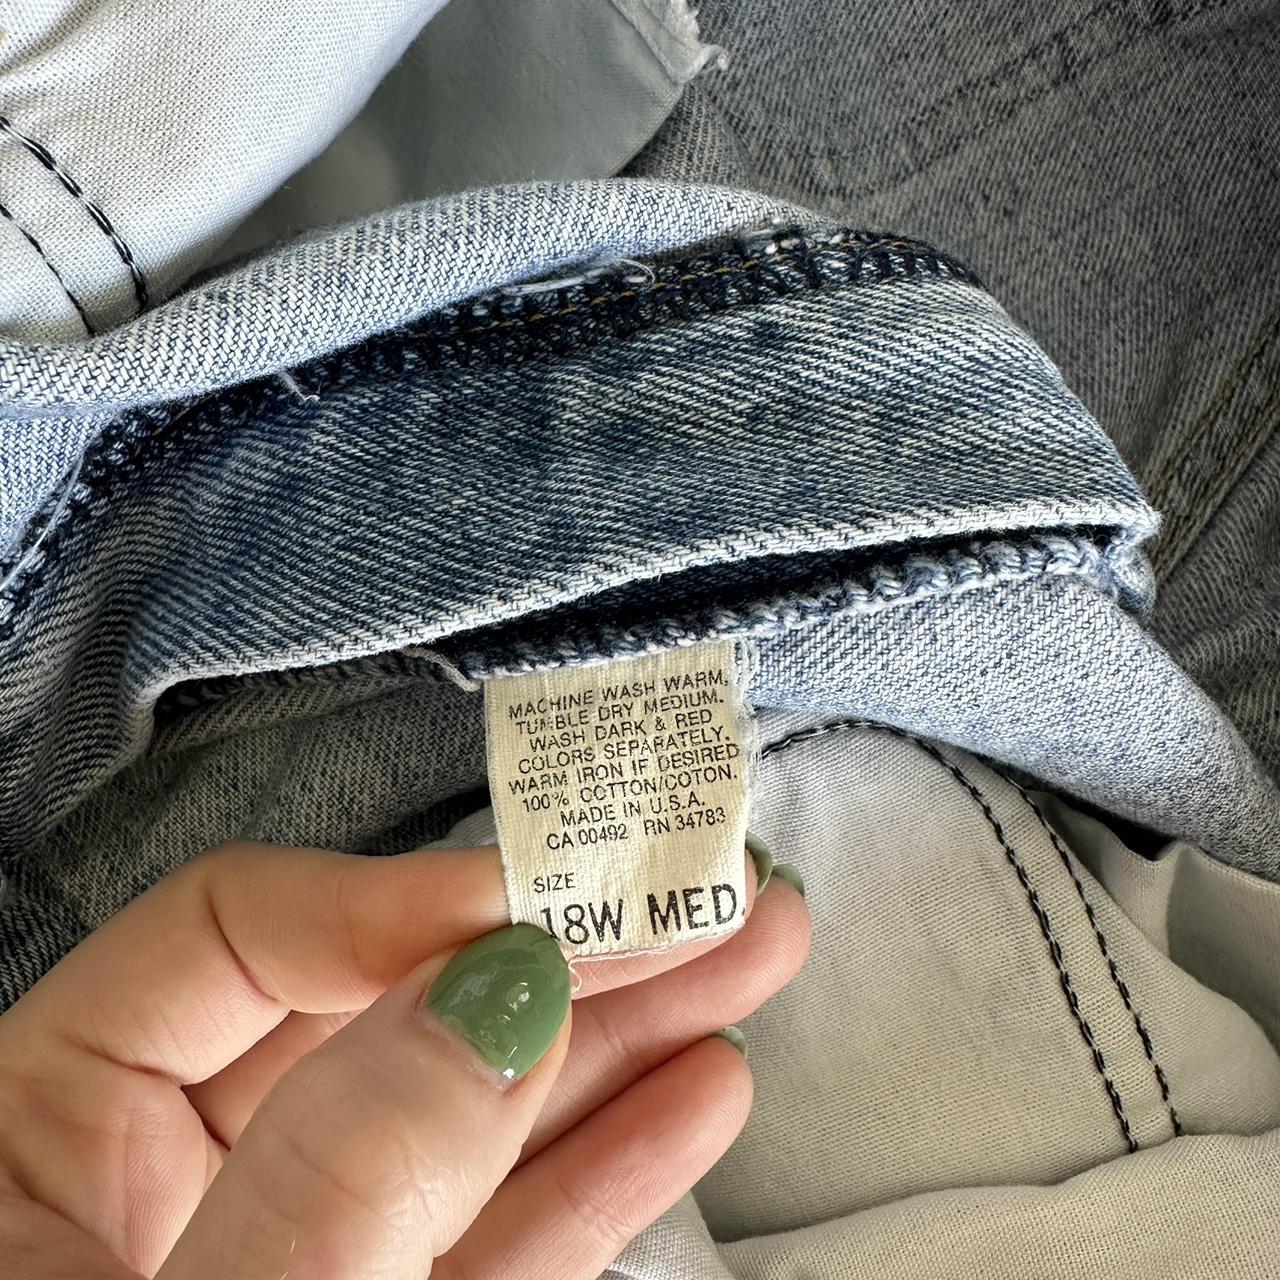 MACHINE WASH WARM.
TUMBLE DRY MEDIUM.
WASH DARK & RED
COLORS SEPARATELY.
WARM IRON IF DESIRED
100% COTTON/COTON.
MADE IN U.S.A.
CA 00492 RN 34783
SIZE
18W MED.